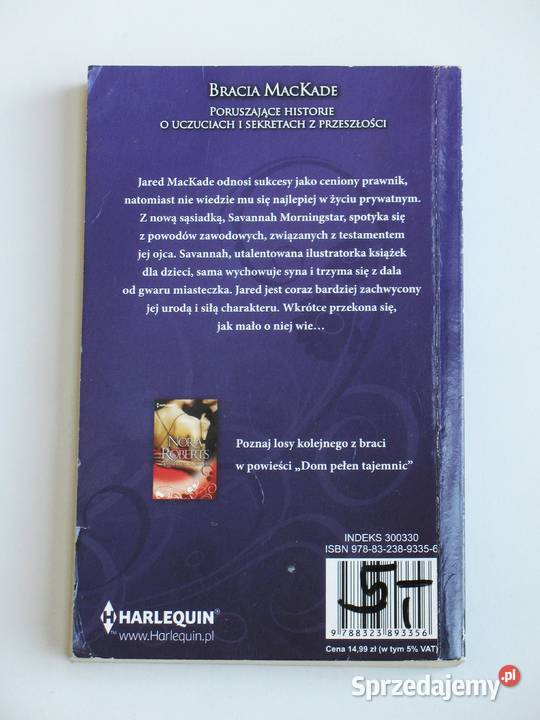 Bracia MacKade
Poruszające historie
o uczuciach i sekretach z przeszłości
Jared MacKade odnosi sukcesy jako ceniony prawnik,
natomiast nie wiedzie mu się najlepiej w życiu prywatnym.
Z nową sąsiadką, Savannah Morningstar, spotyka się
z powodów zawodowych, związanych z testamentem
jej ojca. Savannah, utalentowana ilustratorka książek
dla dzieci, sama wychowuje syna i trzyma się z dala
od gwaru miasteczka. Jared jest coraz bardziej zachwycony
jej urodą i siłą charakteru. Wkrótce przekona się,
jak mało o niej wie...
Nora
Roberts
Poznaj losy kolejnego z braci
w powieści „Dom pełen tajemnic”
INDEKS 300330
ISBN 978-83-238-9335-6
5,-
9 788323 893356
Cena 14,99 zł (w tym 5% VAT)
HARLEQUIN®
™ www.Harlequin.pl
Sprzedajemy.pl